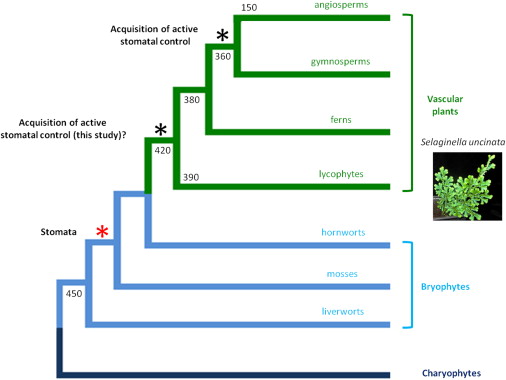 150
angiosperms
Acquisition of active
stomatal control
*
360
gymnosperms
380
Vascular
plants
Acquisition of active
stomatal control (this study)?
*
420
ferns
Selaginella uncinata
390
lycophytes
Stomata
*
hornworts
mosses
Bryophytes
450
liverworts
Charyophytes